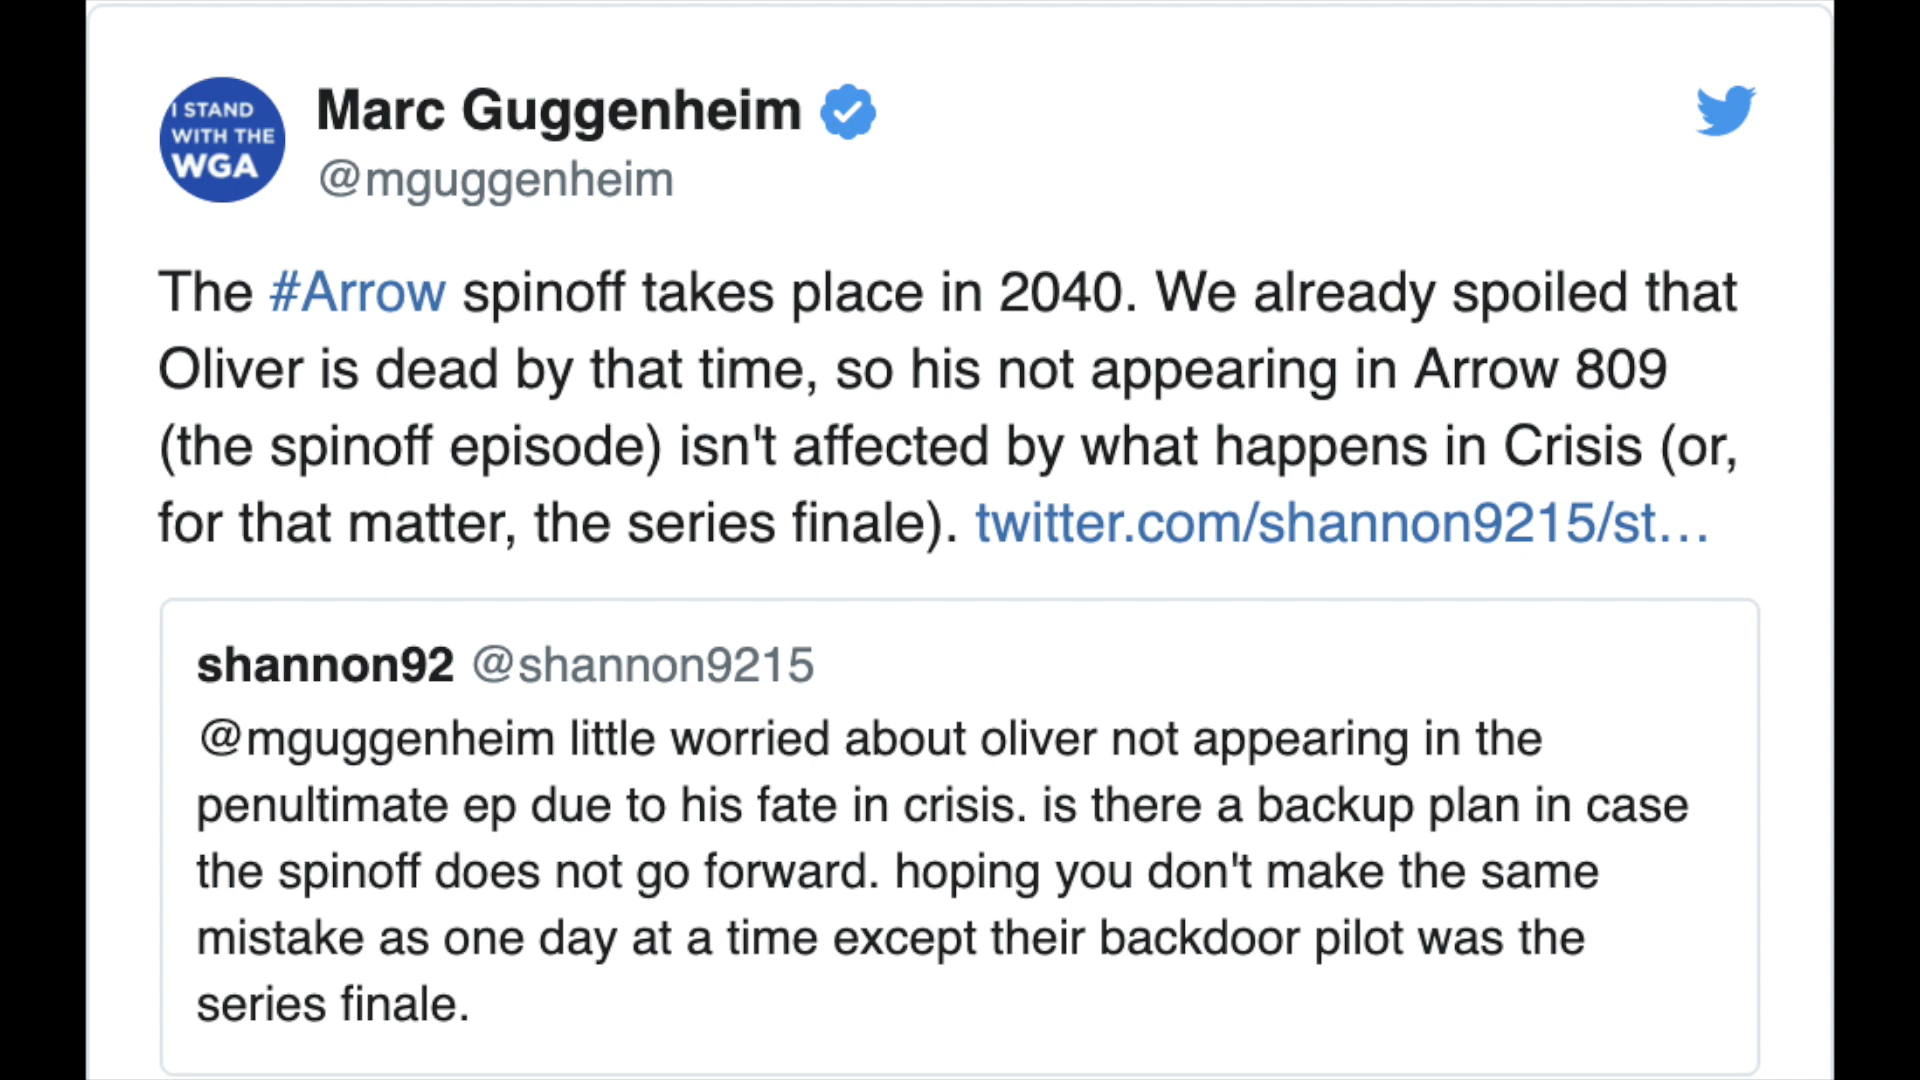 I STAND
WITH THE
WGA
Marc Guggenheim
@mguggenheim
The #Arrow spinoff takes place in 2040. We already spoiled that
Oliver is dead by that time, so his not appearing in Arrow 809
(the spinoff episode) isn't affected by what happens in Crisis (or,
for that matter, the series finale). twitter.com/shannon9215/st…
shannon92 @shannon9215
@mguggenheim little worried about oliver not appearing in the
penultimate ep due to his fate in crisis. is there a backup plan in case
the spinoff does not go forward. hoping you don't make the same
mistake as one day at a time except their backdoor pilot was the
series finale.